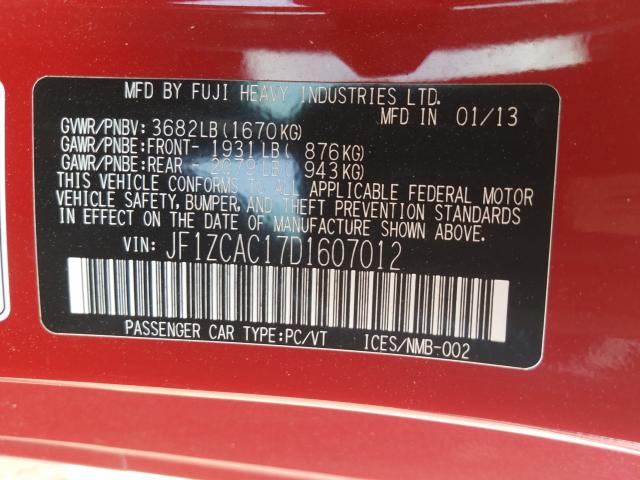 MFD BY FUJI HEAVY INDUSTRIES LTD.
MFD IN 01/13
GVWR/PNBV: 3682LB(1670KG)
GAWR/PNBE:FRONT- 1931LB( 876KG)
GAWR/PNBE:REAR - 2079LB( 943KG)
THIS VEHICLE CONFORMS TO ALL APPLICABLE FEDERAL MOTOR
VEHICLE SAFETY, BUMPER, AND THEFT PREVENTION STANDARDS
IN EFFECT ON THE DATE OF MANUFACTURE SHOWN ABOVE.
VIN: JF1ZCAC17D1607012
PASSENGER CAR TYPE:PC/VT ICES/NMB-002